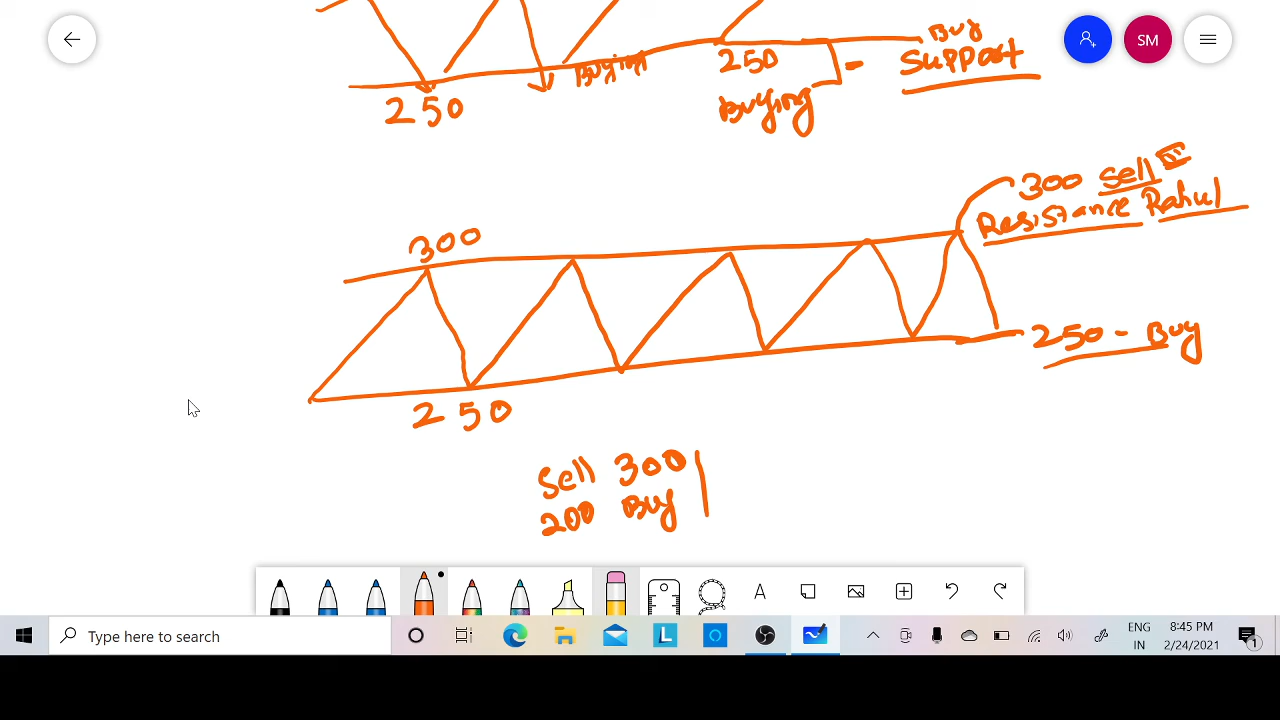 SM
Buy
Support
250
250
Buying
Buying
300 Sell
Resistance Rahul
300
250 - Buy
250
Sell 300
200 Buy
A
Type here to search
L
ENG
IN
8:45 PM
2/24/2021
1